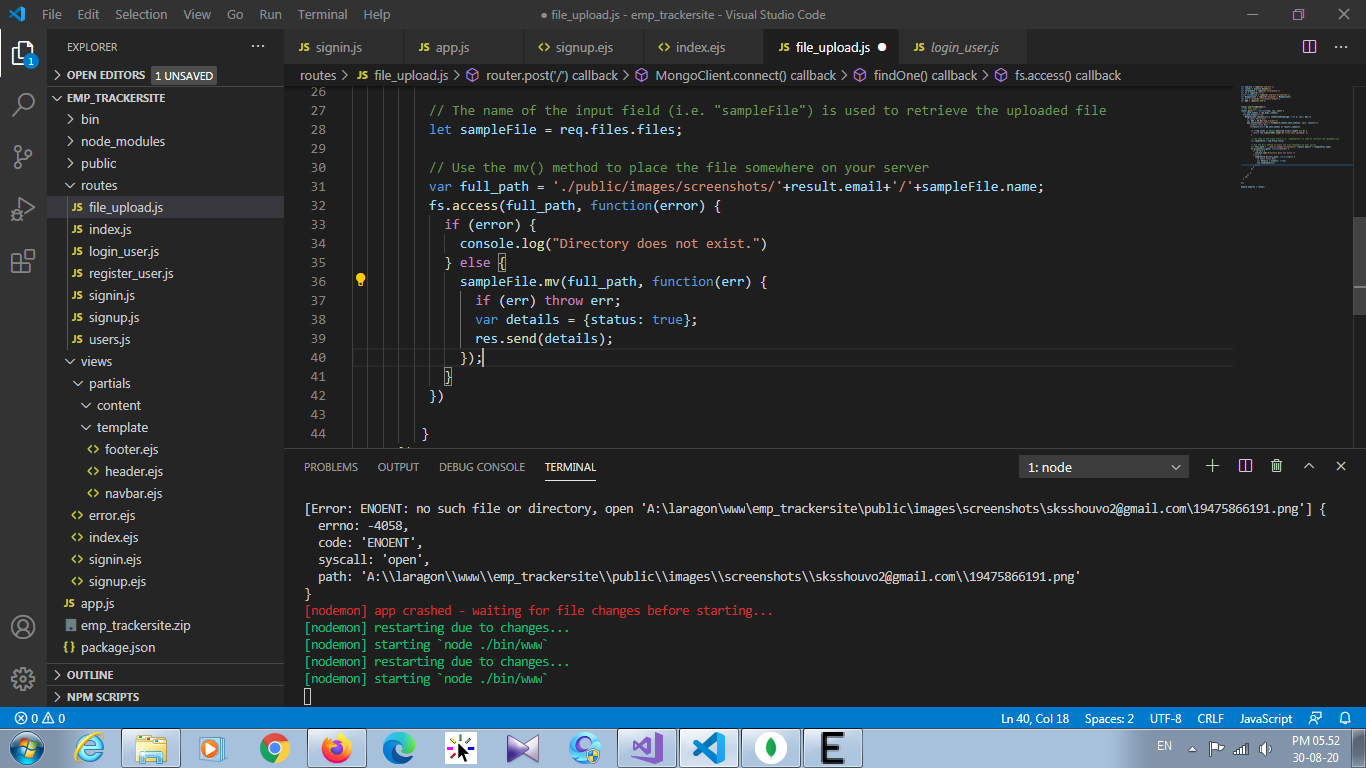 File Edit Selection View Go Run Terminal Help ● file_upload.js - emp_trackersite - Visual Studio Code
EXPLORER ...
OPEN EDITORS 1 UNSAVED
EMP_TRACKERSITE
bin
node_modules
public
routes
JS file_upload.js
JS index.js
JS login_user.js
JS register_user.js
JS signin.js
JS signup.js
JS users.js
views
partials
content
template
<> footer.ejs
<> header.ejs
<> navbar.ejs
<> error.ejs
<> index.ejs
<> signin.ejs
<> signup.ejs
JS app.js
emp_trackersite.zip
{} package.json
OUTLINE
NPM SCRIPTS
1
JS signin.js JS app.js <> signup.ejs <> index.ejs JS file_upload.js ● JS login_user.js ...
routes > JS file_upload.js > router.post('/') callback > MongoClient.connect() callback > findOne() callback > fs.access() callback
26
27 // The name of the input field (i.e. "sampleFile") is used to retrieve the uploaded file
28 let sampleFile = req.files.files;
29
30 // Use the mv() method to place the file somewhere on your server
31 var full_path = './public/images/screenshots/'+result.email+'/'+sampleFile.name;
32 fs.access(full_path, function(error) {
33 if (error) {
34 console.log("Directory does not exist.")
35 } else {
36 sampleFile.mv(full_path, function(err) {
37 if (err) throw err;
38 var details = {status: true};
39 res.send(details);
40 });
41 }
42 })
43
44 }
PROBLEMS OUTPUT DEBUG CONSOLE TERMINAL 1: node
[Error: ENOENT: no such file or directory, open 'A:\laragon\www\emp_trackersite\public\images\screenshots\sksshouvo2@gmail.com\19475866191.png'] {
errno: -4058,
code: 'ENOENT',
syscall: 'open',
path: 'A:\\laragon\\www\\emp_trackersite\\public\\images\\screenshots\\sksshouvo2@gmail.com\\19475866191.png'
}
[nodemon] app crashed - waiting for file changes before starting...
[nodemon] restarting due to changes...
[nodemon] starting `node ./bin/www`
[nodemon] restarting due to changes...
[nodemon] starting `node ./bin/www`
0 0 Ln 40, Col 18 Spaces: 2 UTF-8 CRLF JavaScript
EN PM 05.52
30-08-20